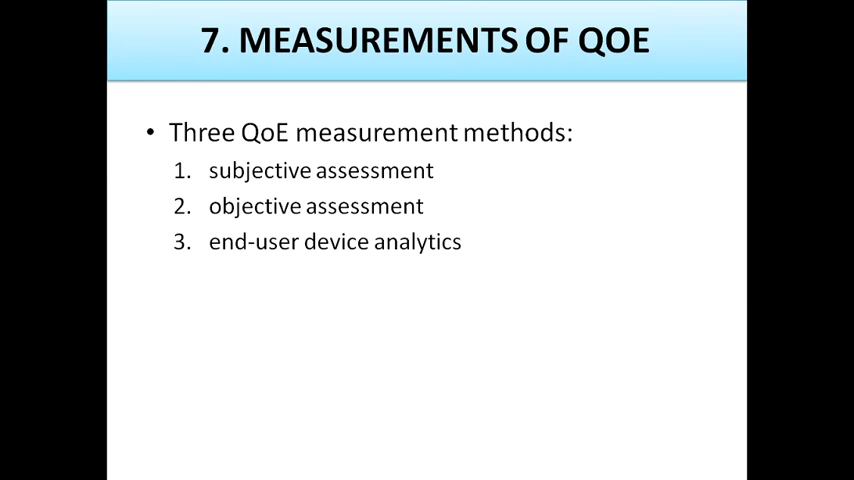 7. MEASUREMENTS OF QOE
• Three QoE measurement methods:
1. subjective assessment
2. objective assessment
3. end-user device analytics